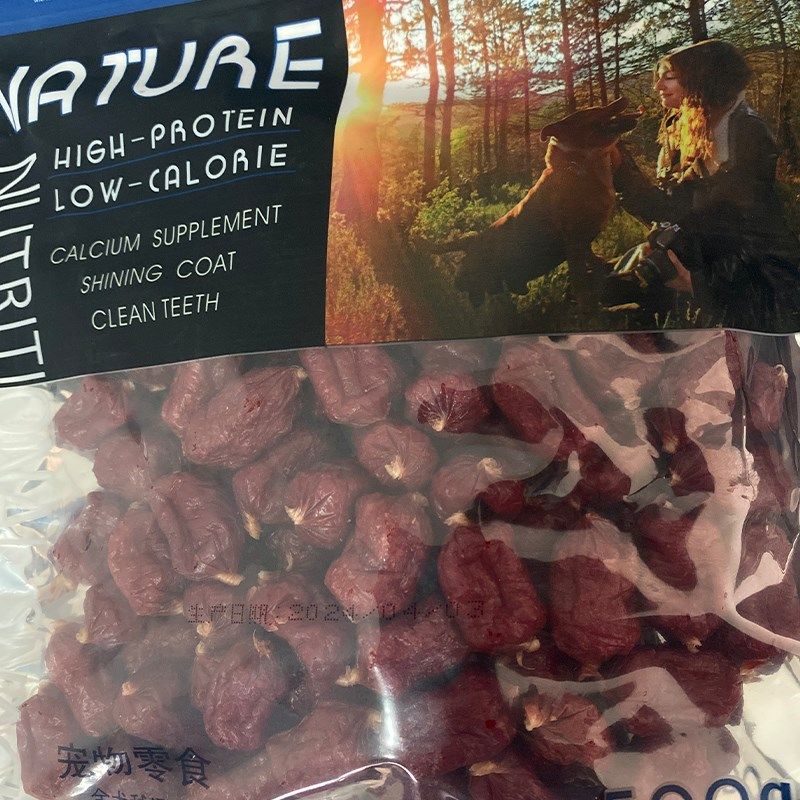 NATURE
NUTRITI
HIGH-PROTEIN
LOW-CALORIE
CALCIUM SUPPLEMENT
SHINING COAT
CLEAN TEETH
生产日期:2024/04/03
宠物零食
500g